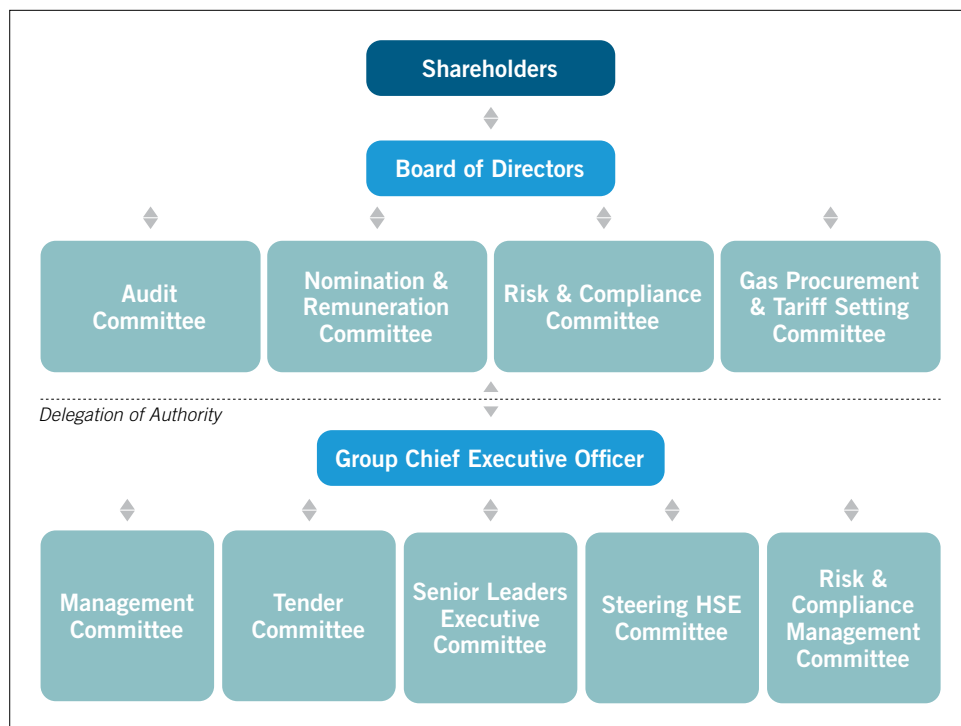 Shareholders
Board of Directors
Audit
Committee
Nomination &
Remuneration
Committee
Risk & Compliance
Committee
Gas Procurement
& Tariff Setting
Committee
Delegation of Authority
Group Chief Executive Officer
Management
Committee
Tender
Committee
Senior Leaders
Executive
Committee
Steering HSE
Committee
Risk &
Compliance
Management
Committee